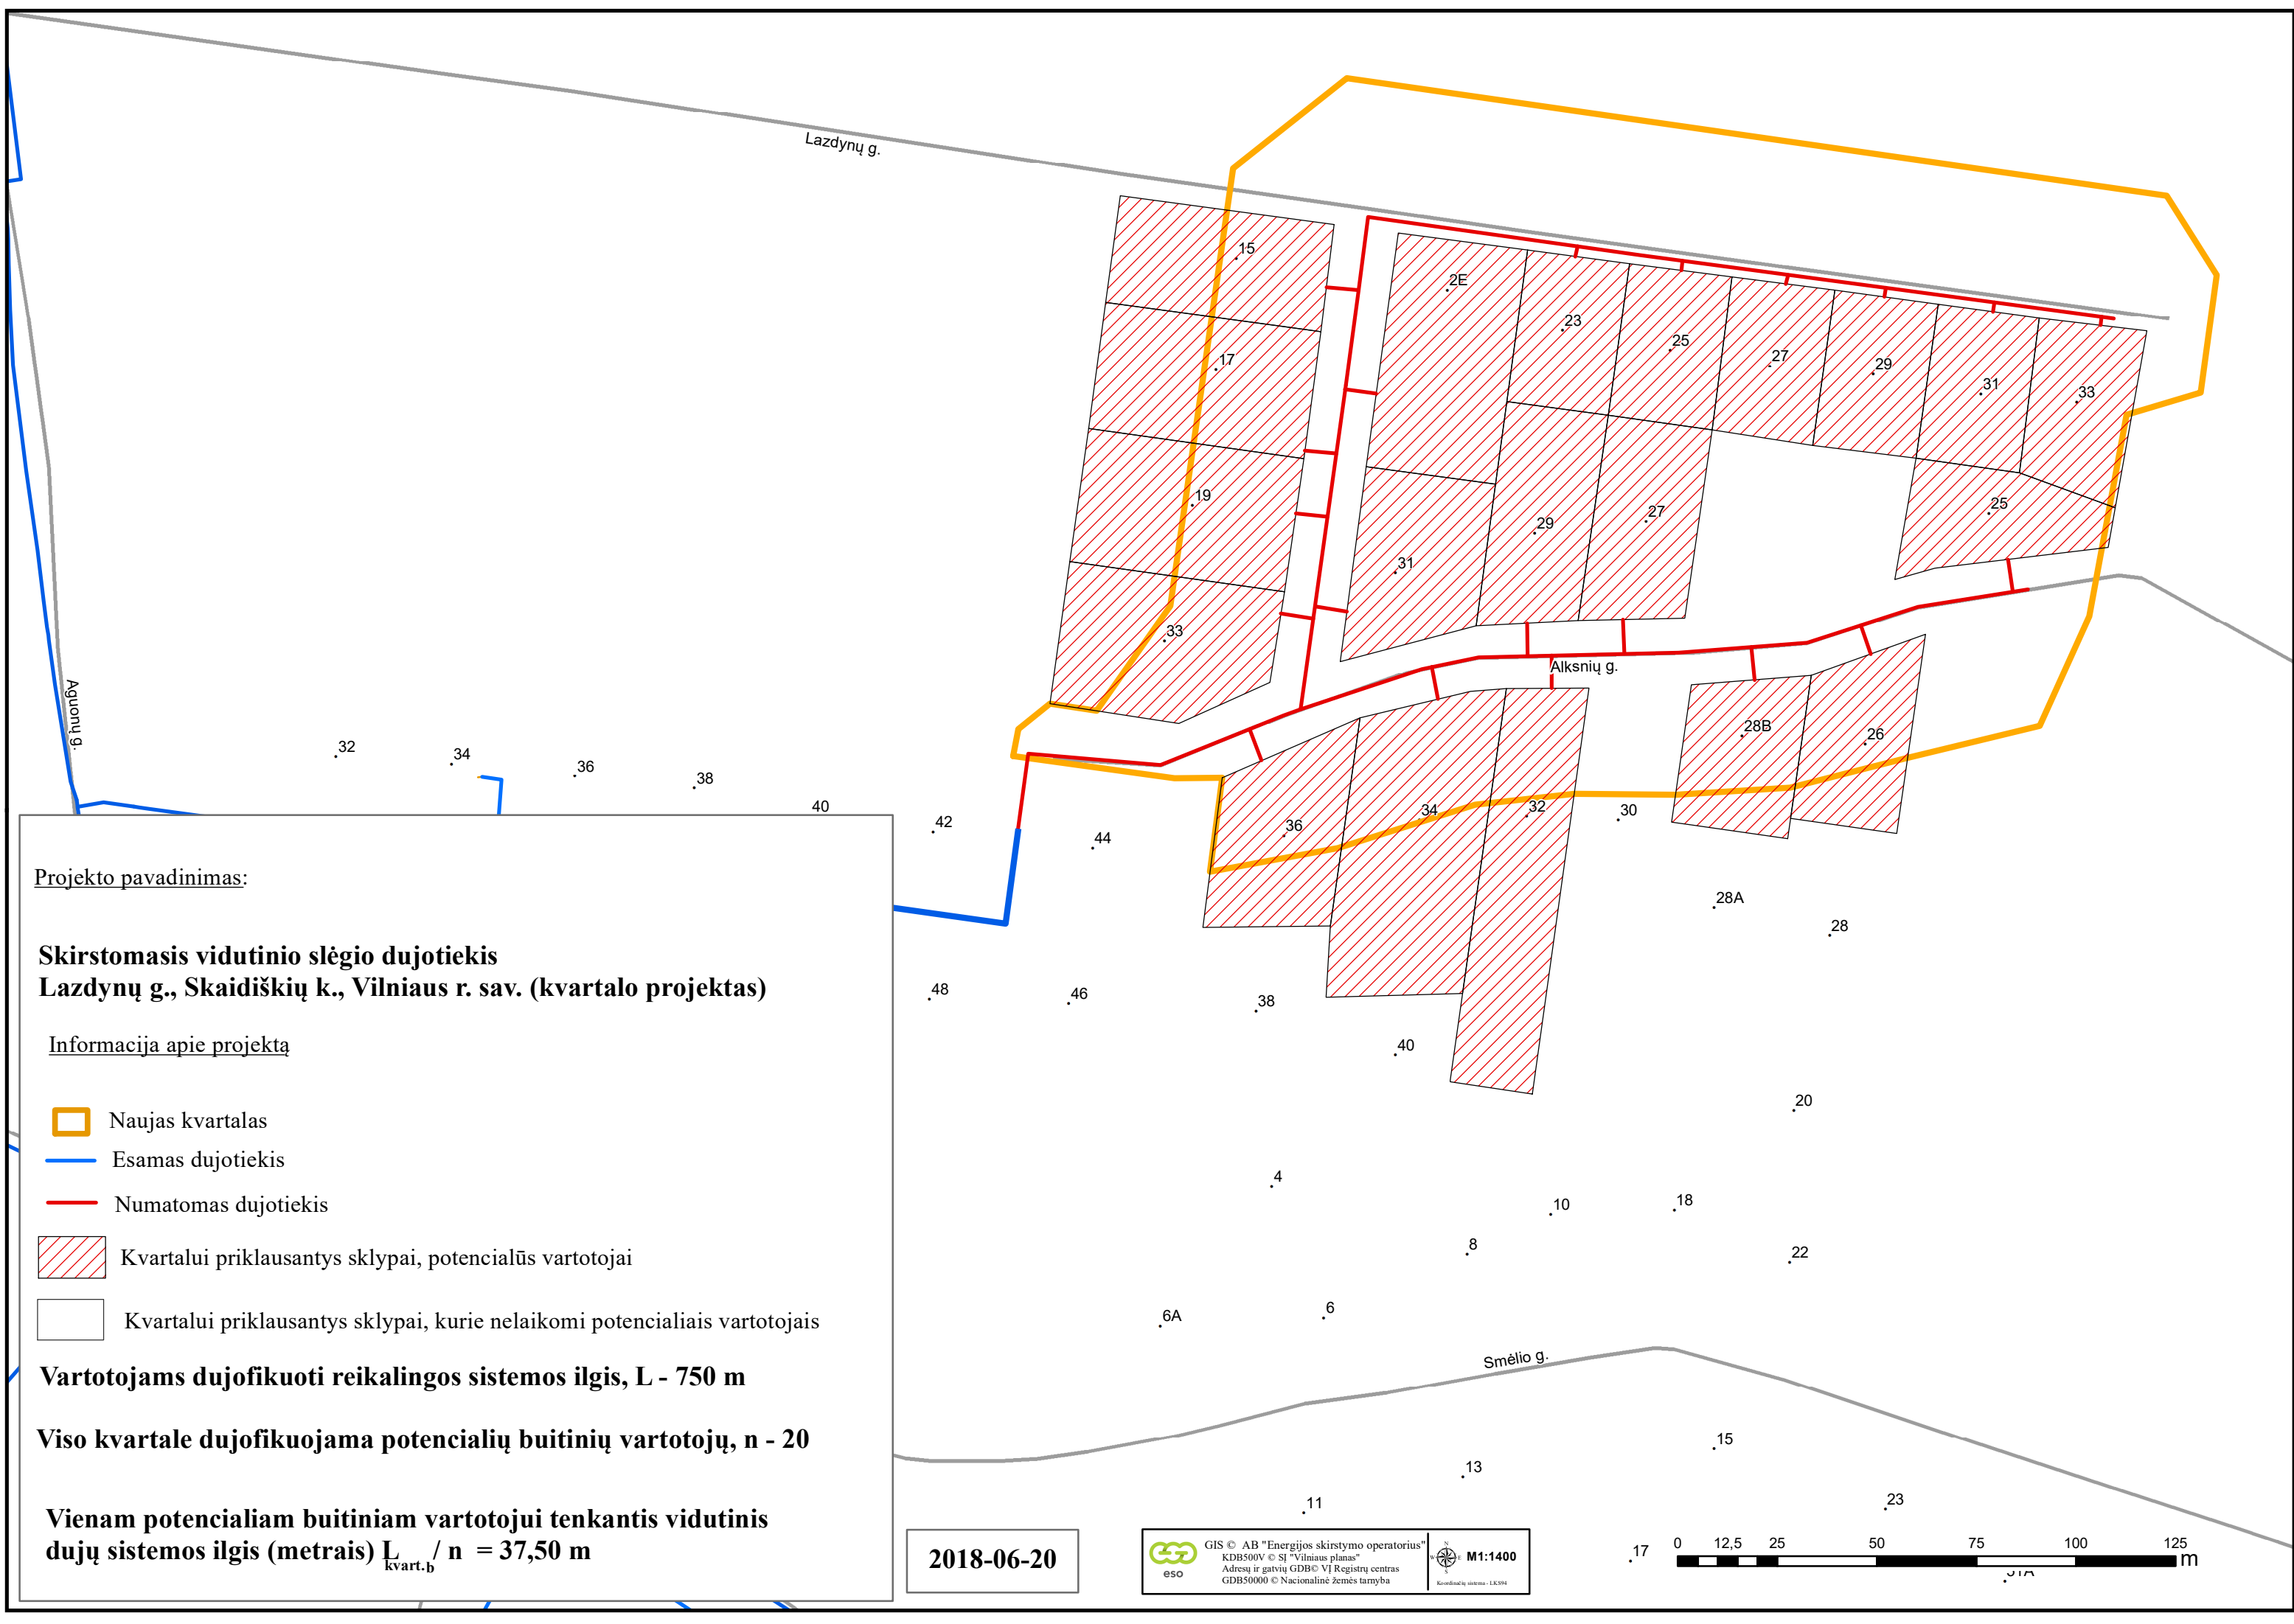 Lazdynų g.
15
2E
23
17
25
27
29
31
33
19
25
29
27
31
33
Alksnių g.
Aguonų g.
32
34
36
38
40
42
44
36
34
32
30
28B
26
28A
28
48
46
38
40
20
4
10
18
8
22
6A
6
Smėlio g.
15
13
11
23
17
Projekto pavadinimas:
Skirstomasis vidutinio slėgio dujotiekis
Lazdynų g., Skaidiškių k., Vilniaus r. sav. (kvartalo projektas)
Informacija apie projektą
Naujas kvartalas
Esamas dujotiekis
Numatomas dujotiekis
Kvartalui priklausantys sklypai, potencialūs vartotojai
Kvartalui priklausantys sklypai, kurie nelaikomi potencialiais vartotojais
Vartotojams dujofikuoti reikalingos sistemos ilgis, L - 750 m
Viso kvartale dujofikuojama potencialių buitinių vartotojų, n - 20
Vienam potencialiam buitiniam vartotojui tenkantis vidutinis
dujų sistemos ilgis (metrais) L kvart.b / n = 37,50 m
2018-06-20
eso
GIS © AB "Energijos skirstymo operatorius"
KDB500V © SĮ "Vilniaus planas"
Adresų ir gatvių GDB© VĮ Registrų centras
GDB50000 © Nacionalinė žemės tarnyba
N
W E
S
M1:1400
Koordinačių sistema - LKS94
0 12,5 25 50 75 100 125
m